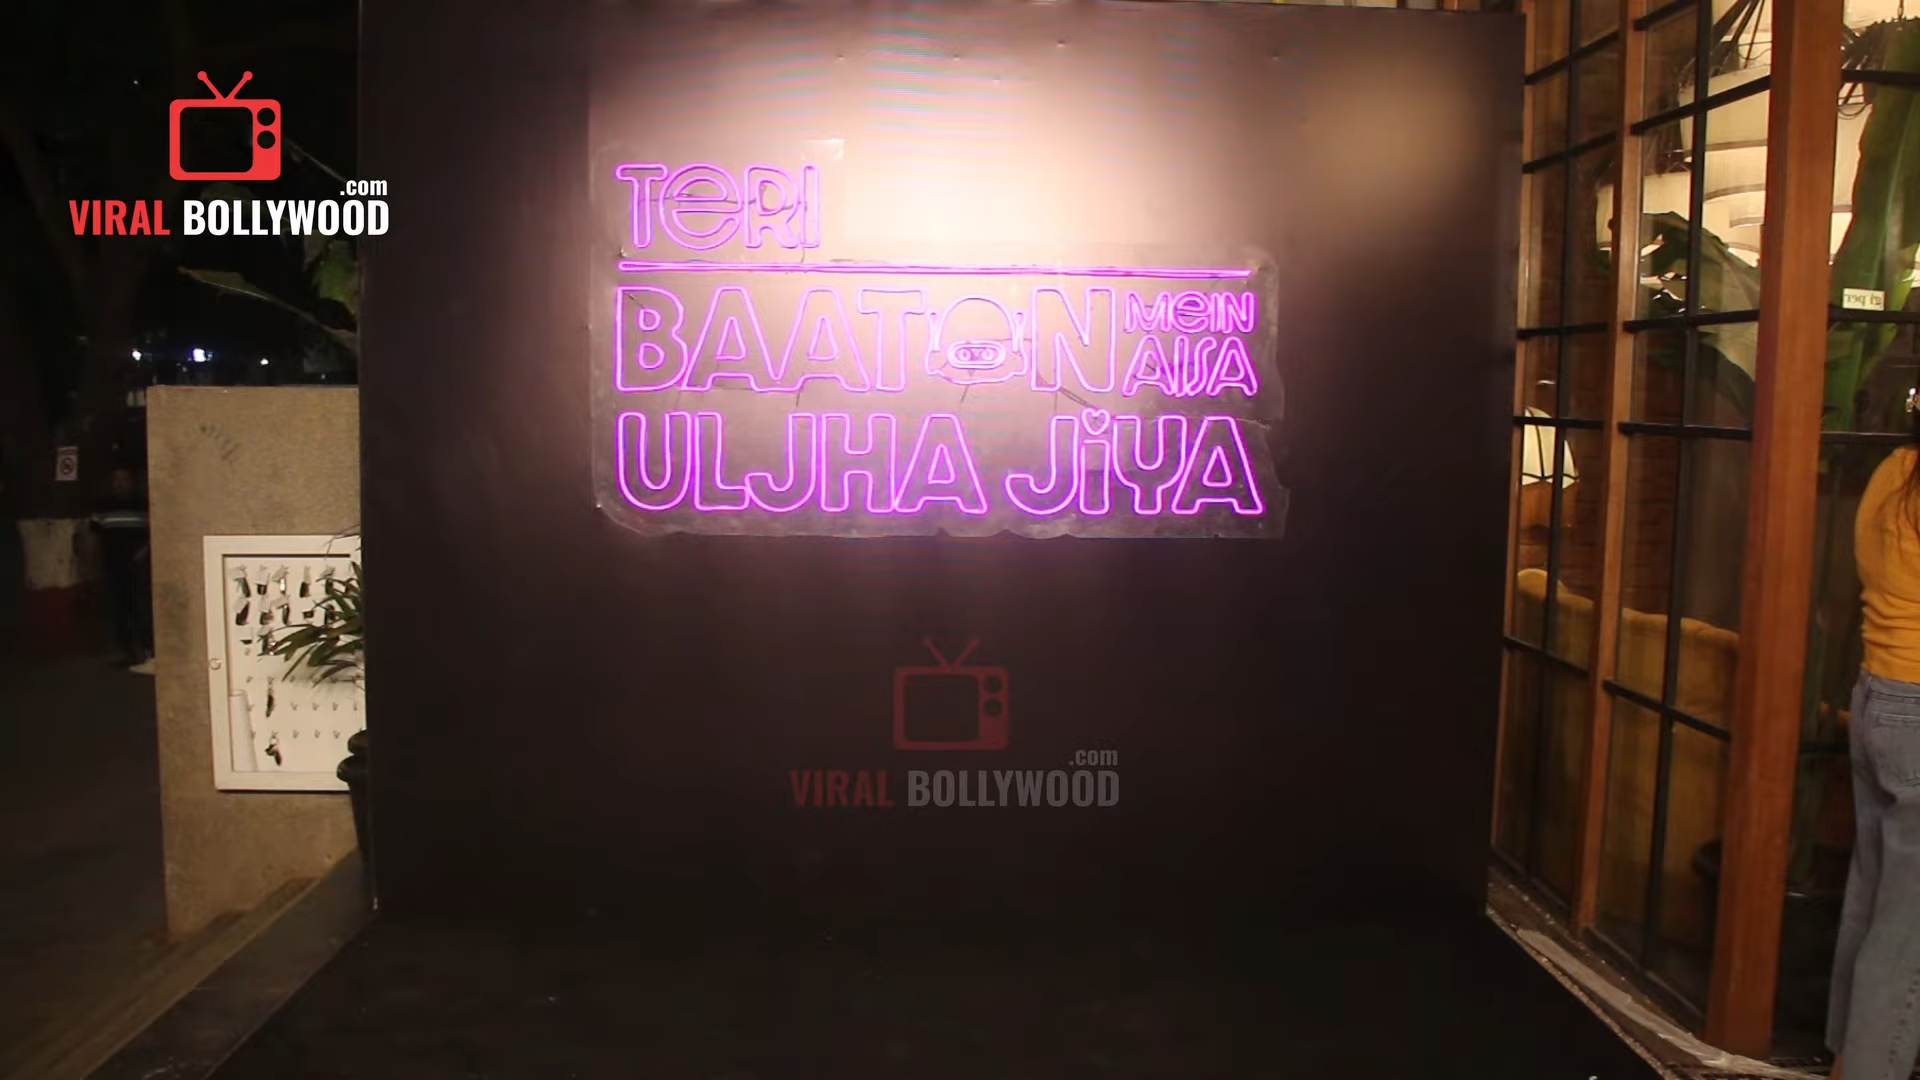 .com
VIRAL BOLLYWOOD
TeRI
BAATON MeIN
AISA
ULJHA JiYA
.com
VIRAL BOLLYWOOD